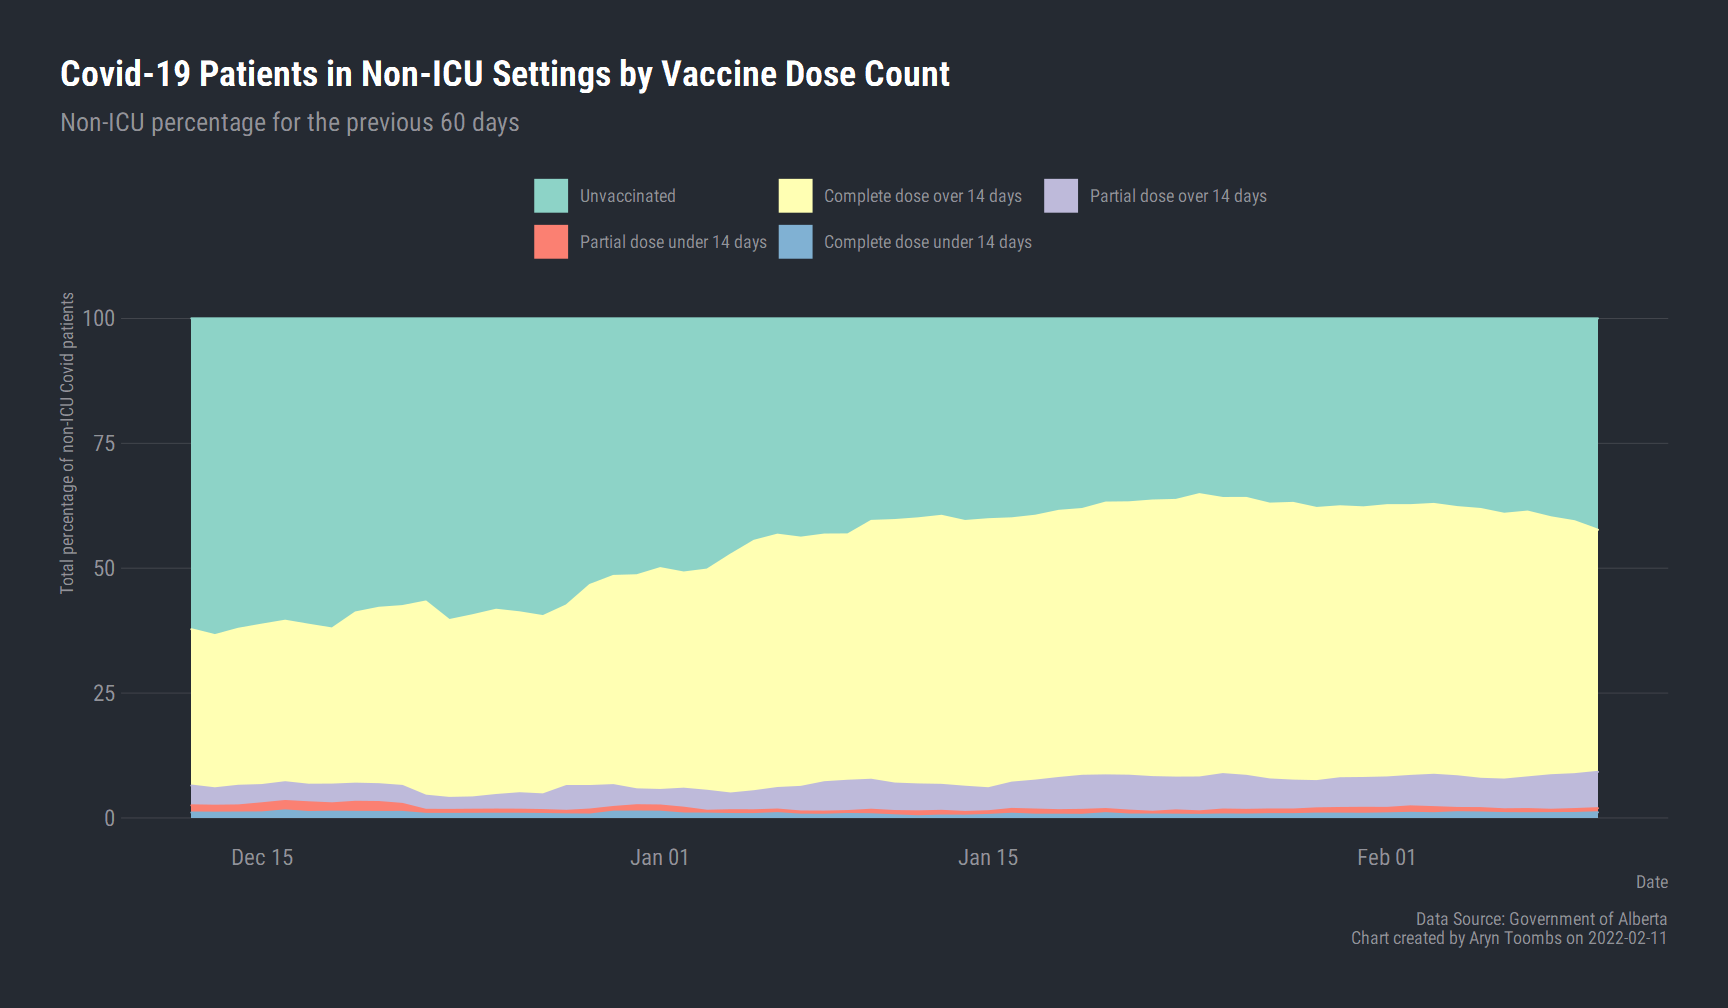 Covid-19 Patients in Non-ICU Settings by Vaccine Dose Count
Non-ICU percentage for the previous 60 days
Unvaccinated
Complete dose over 14 days
Partial dose over 14 days
Partial dose under 14 days
Complete dose under 14 days
Total percentage of non-ICU Covid patients
100
75
50
25
0
Dec 15
Jan 01
Jan 15
Feb 01
Date
Data Source: Government of Alberta
Chart created by Aryn Toombs on 2022-02-11